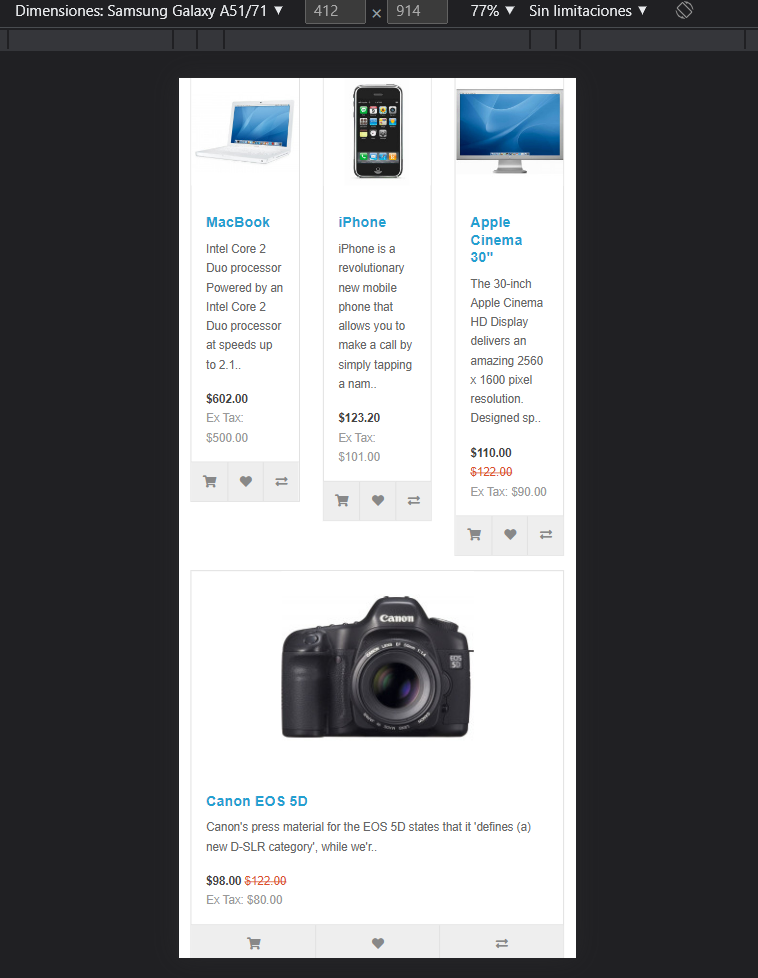 Dimensiones: Samsung Galaxy A51/71 ▼ 412 × 914 77% ▼ Sin limitaciones ▼
MacBook
Intel Core 2
Duo processor
Powered by an
Intel Core 2
Duo processor
at speeds up
to 2.1..
$602.00
Ex Tax:
$500.00
iPhone
iPhone is a
revolutionary
new mobile
phone that
allows you to
make a call by
simply tapping
a nam..
$123.20
Ex Tax:
$101.00
Apple
Cinema
30"
The 30-inch
Apple Cinema
HD Display
delivers an
amazing 2560
x 1600 pixel
resolution.
Designed sp..
$110.00
$122.00
Ex Tax: $90.00
Canon
EOS
5D
Canon EOS 5D
Canon's press material for the EOS 5D states that it 'defines (a)
new D-SLR category', while we'r..
$98.00 $122.00
Ex Tax: $80.00